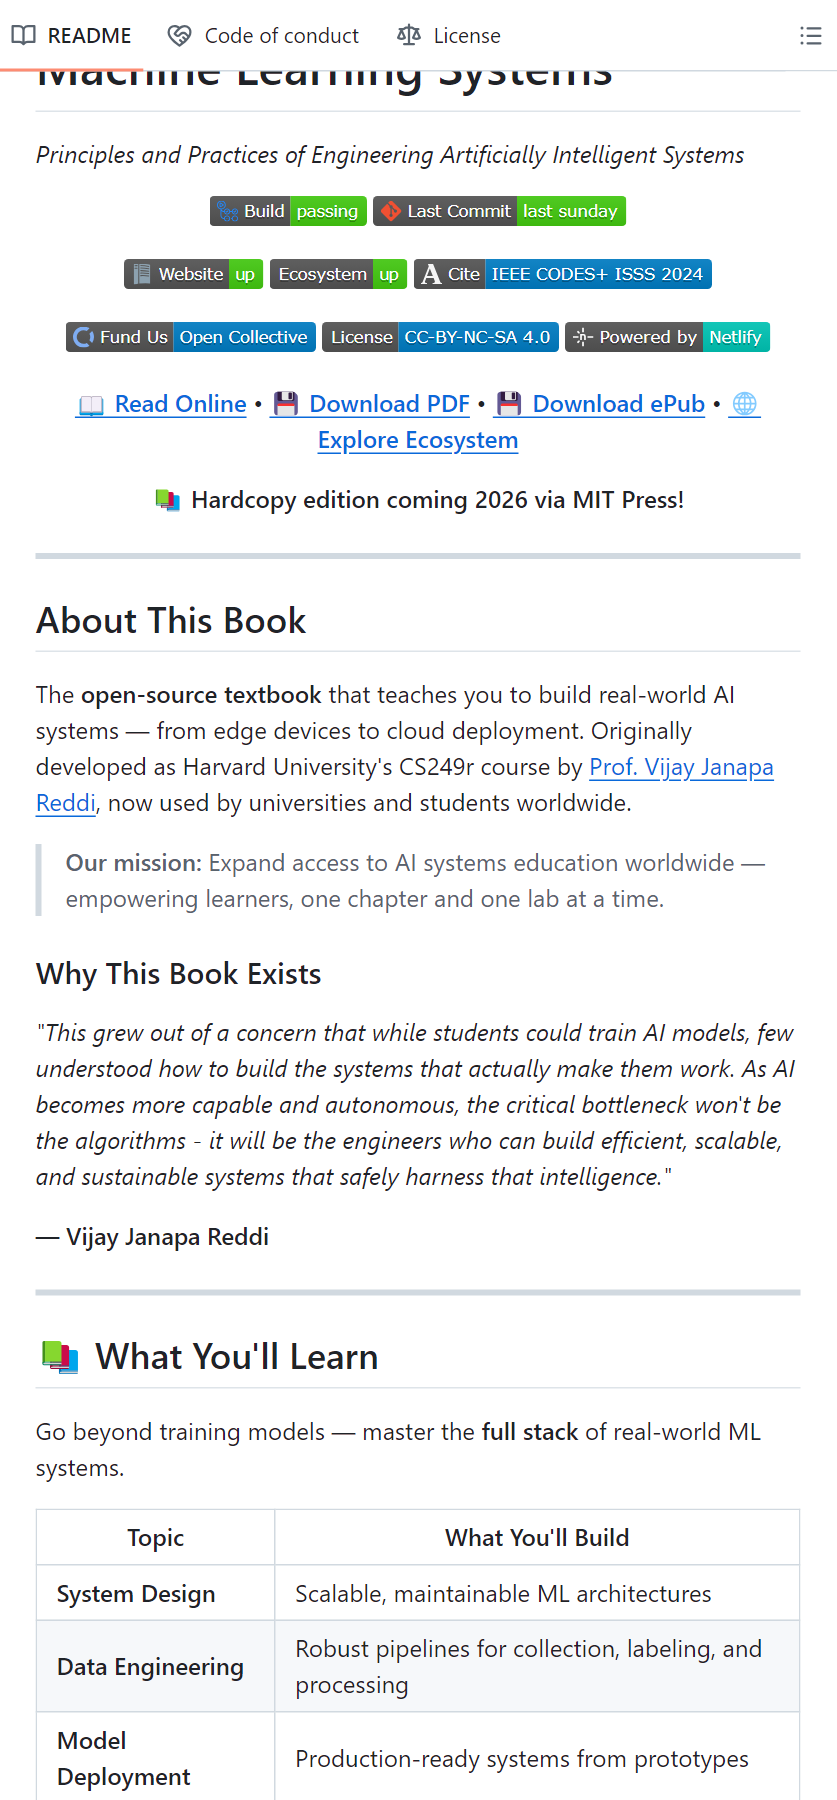 README Code of conduct License
Machine Learning Systems
Principles and Practices of Engineering Artificially Intelligent Systems
Build passing Last Commit last sunday
Website up Ecosystem up Cite IEEE CODES+ ISSS 2024
Fund Us Open Collective License CC-BY-NC-SA 4.0 Powered by Netlify
📖 Read Online • 💾 Download PDF • 💾 Download ePub • 🌐
Explore Ecosystem
📚 Hardcopy edition coming 2026 via MIT Press!
About This Book
The open-source textbook that teaches you to build real-world AI
systems — from edge devices to cloud deployment. Originally
developed as Harvard University's CS249r course by Prof. Vijay Janapa
Reddi, now used by universities and students worldwide.
Our mission: Expand access to AI systems education worldwide —
empowering learners, one chapter and one lab at a time.
Why This Book Exists
"This grew out of a concern that while students could train AI models, few
understood how to build the systems that actually make them work. As AI
becomes more capable and autonomous, the critical bottleneck won't be
the algorithms - it will be the engineers who can build efficient, scalable,
and sustainable systems that safely harness that intelligence."
— Vijay Janapa Reddi
📚 What You'll Learn
Go beyond training models — master the full stack of real-world ML
systems.
Topic What You'll Build
System Design Scalable, maintainable ML architectures
Data Engineering Robust pipelines for collection, labeling, and
processing
Model
Deployment Production-ready systems from prototypes